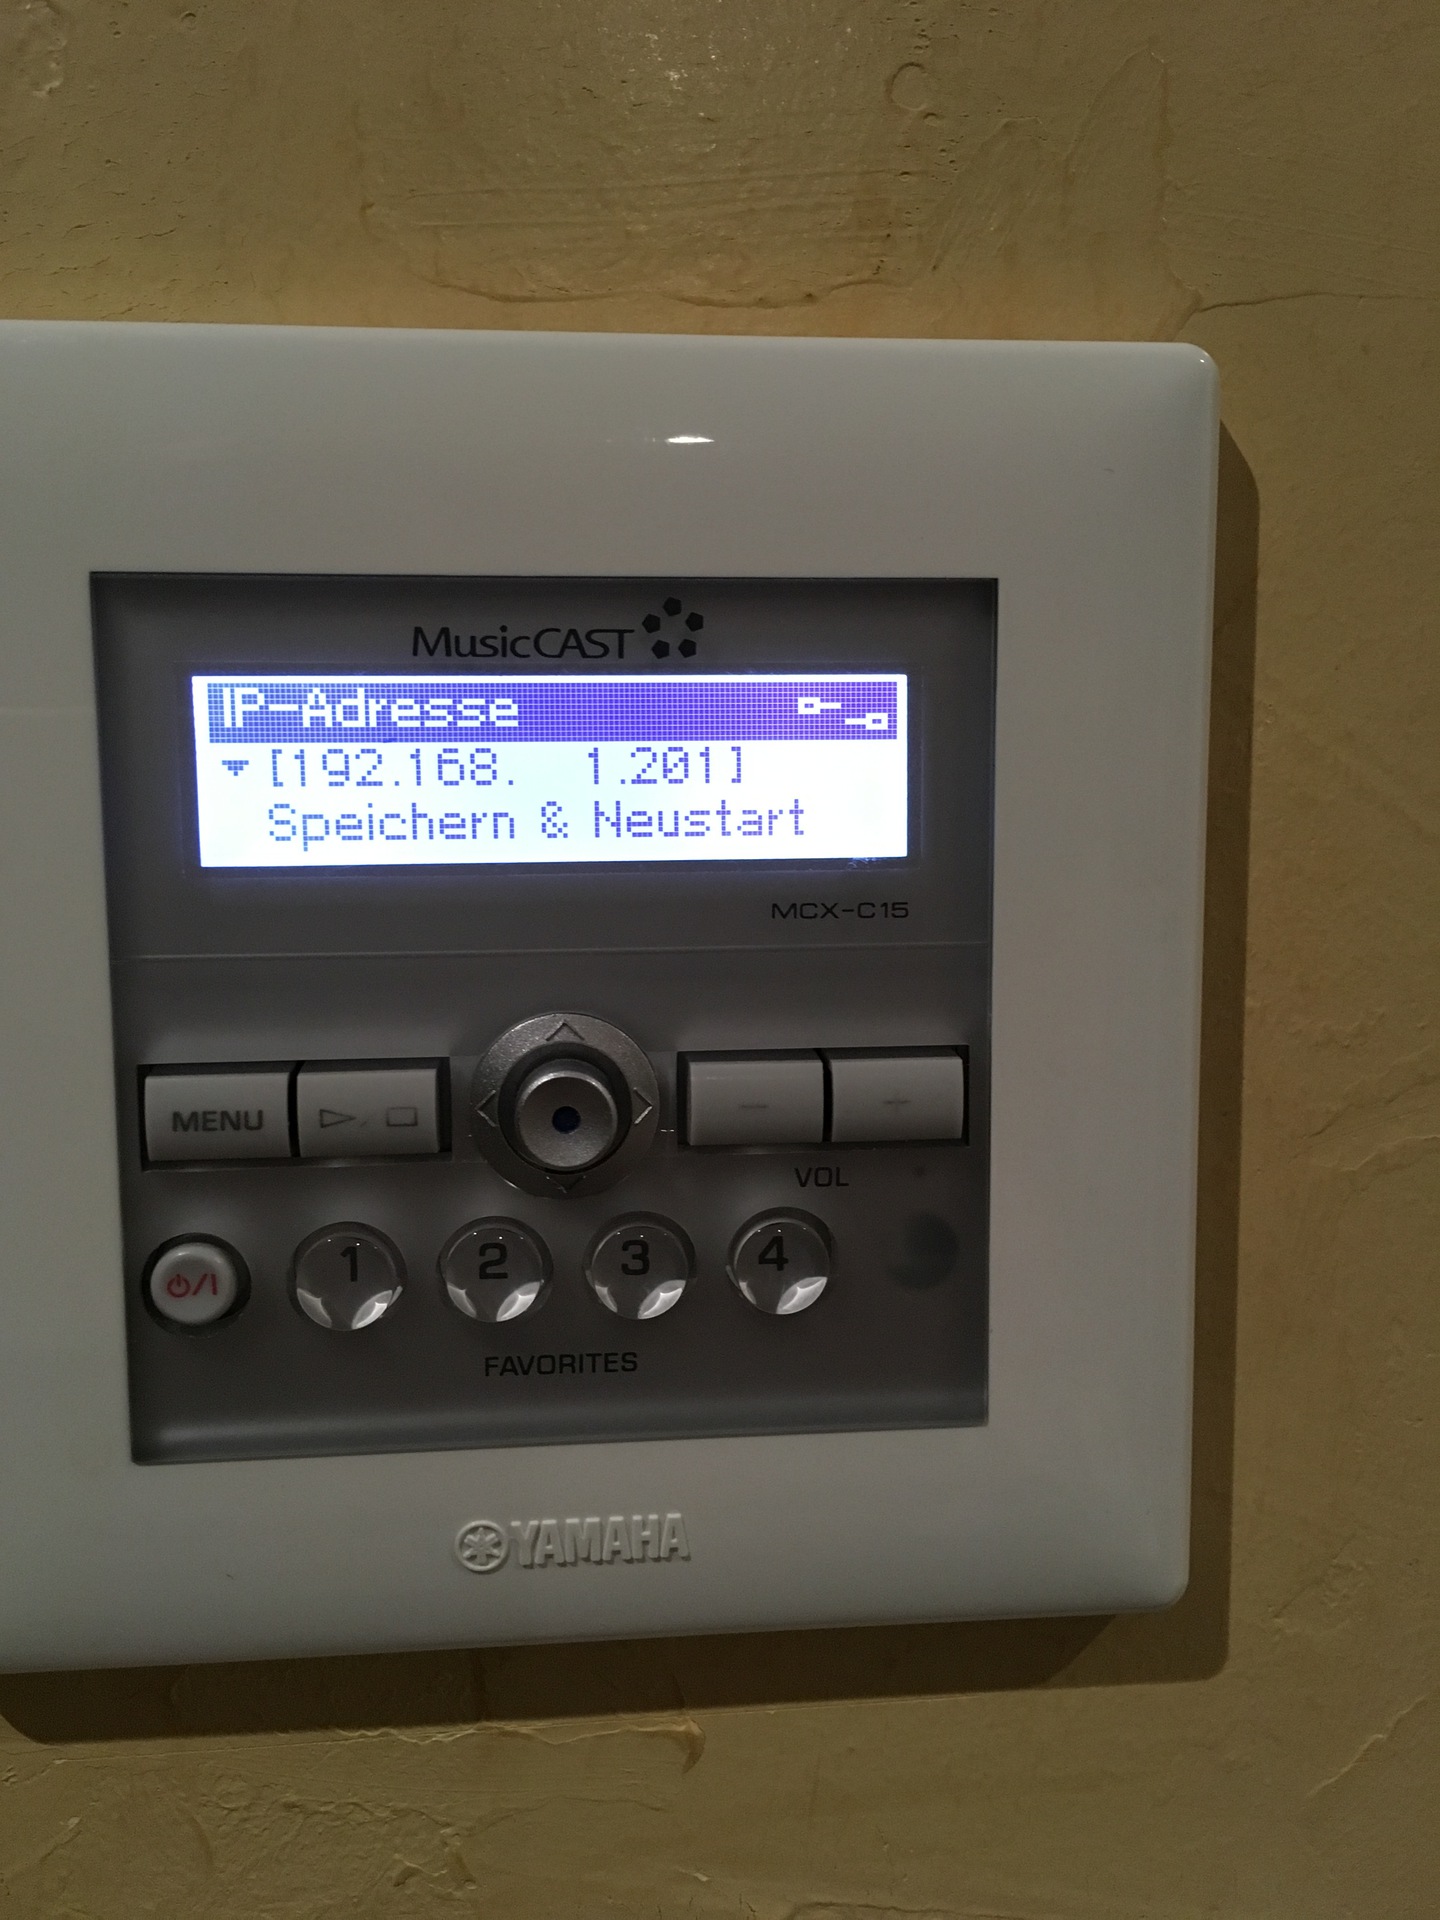 MusicCAST
IP-Adresse
[192.168.  1.201]
Speichern & Neustart
MCX-C15
MENU
VOL
1 2 3 4
FAVORITES
YAMAHA